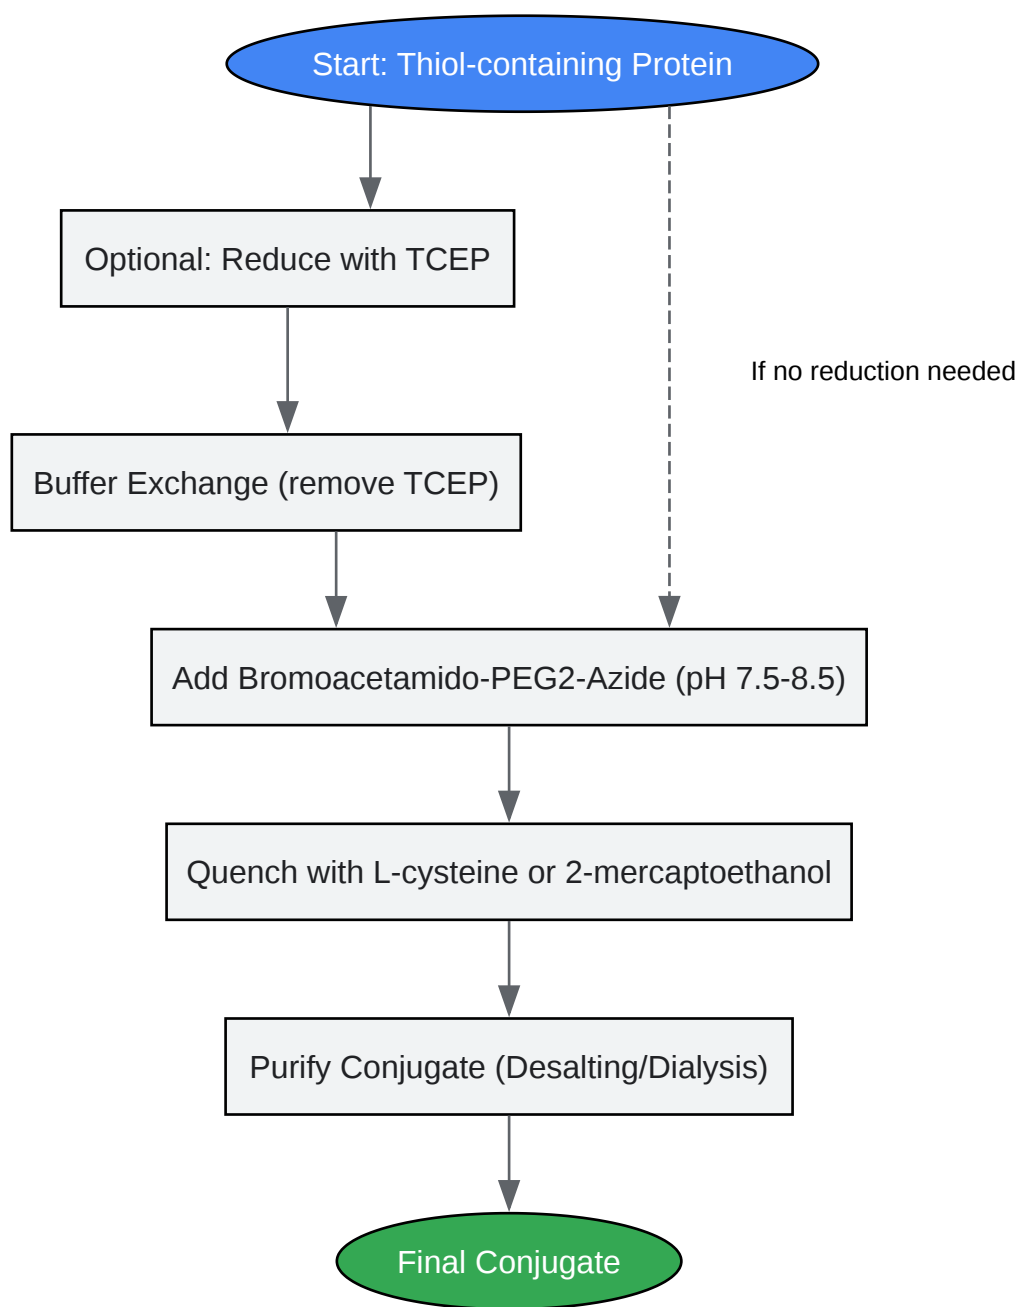 Start: Thiol-containing Protein
Optional: Reduce with TCEP
If no reduction needed
Buffer Exchange (remove TCEP)
Add Bromoacetamido-PEG2-Azide (pH 7.5-8.5)
Quench with L-cysteine or 2-mercaptoethanol
Purify Conjugate (Desalting/Dialysis)
Final Conjugate